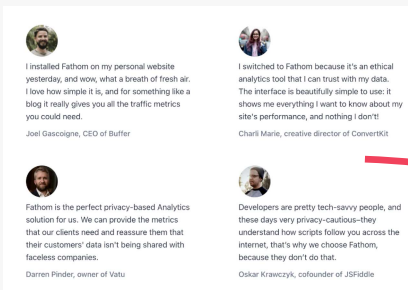 I installed Fathom on my personal website
yesterday, and wow, what a breath of fresh air.
I love how simple it is, and for something like a
blog it really gives you all the traffic metrics
you could need.
Joel Gascoigne, CEO of Buffer
I switched to Fathom because it's an ethical
analytics tool that I can trust with my data.
The interface is beautifully simple to use: it
shows me everything I want to know about my
site's performance, and nothing I don't!
Charli Marie, creative director of ConvertKit
Fathom is the perfect privacy-based Analytics
solution for us. We can provide the metrics
that our clients need and reassure them that
their customers' data isn't being shared with
faceless companies.
Darren Pinder, owner of Vatu
Developers are pretty tech-savvy people, and
these days very privacy-cautious–they
understand how scripts follow you across the
internet, that's why we choose Fathom,
because they don't do that.
Oskar Krawczyk, cofounder of JSFiddle